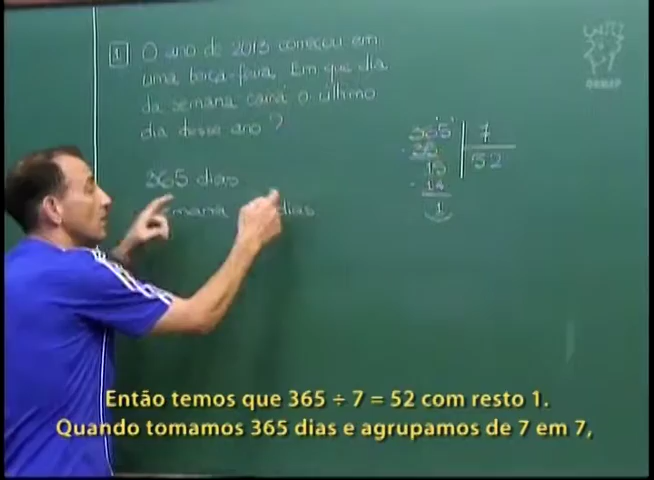 1 O ano de 2013 começou em
uma terça-feira. Em que dia
da semana cairá o último
dia desse ano?
365 dias
dias
365 7
52
15
14
1
OBMEP
Então temos que 365 ÷ 7 = 52 com resto 1.
Quando tomamos 365 dias e agrupamos de 7 em 7,